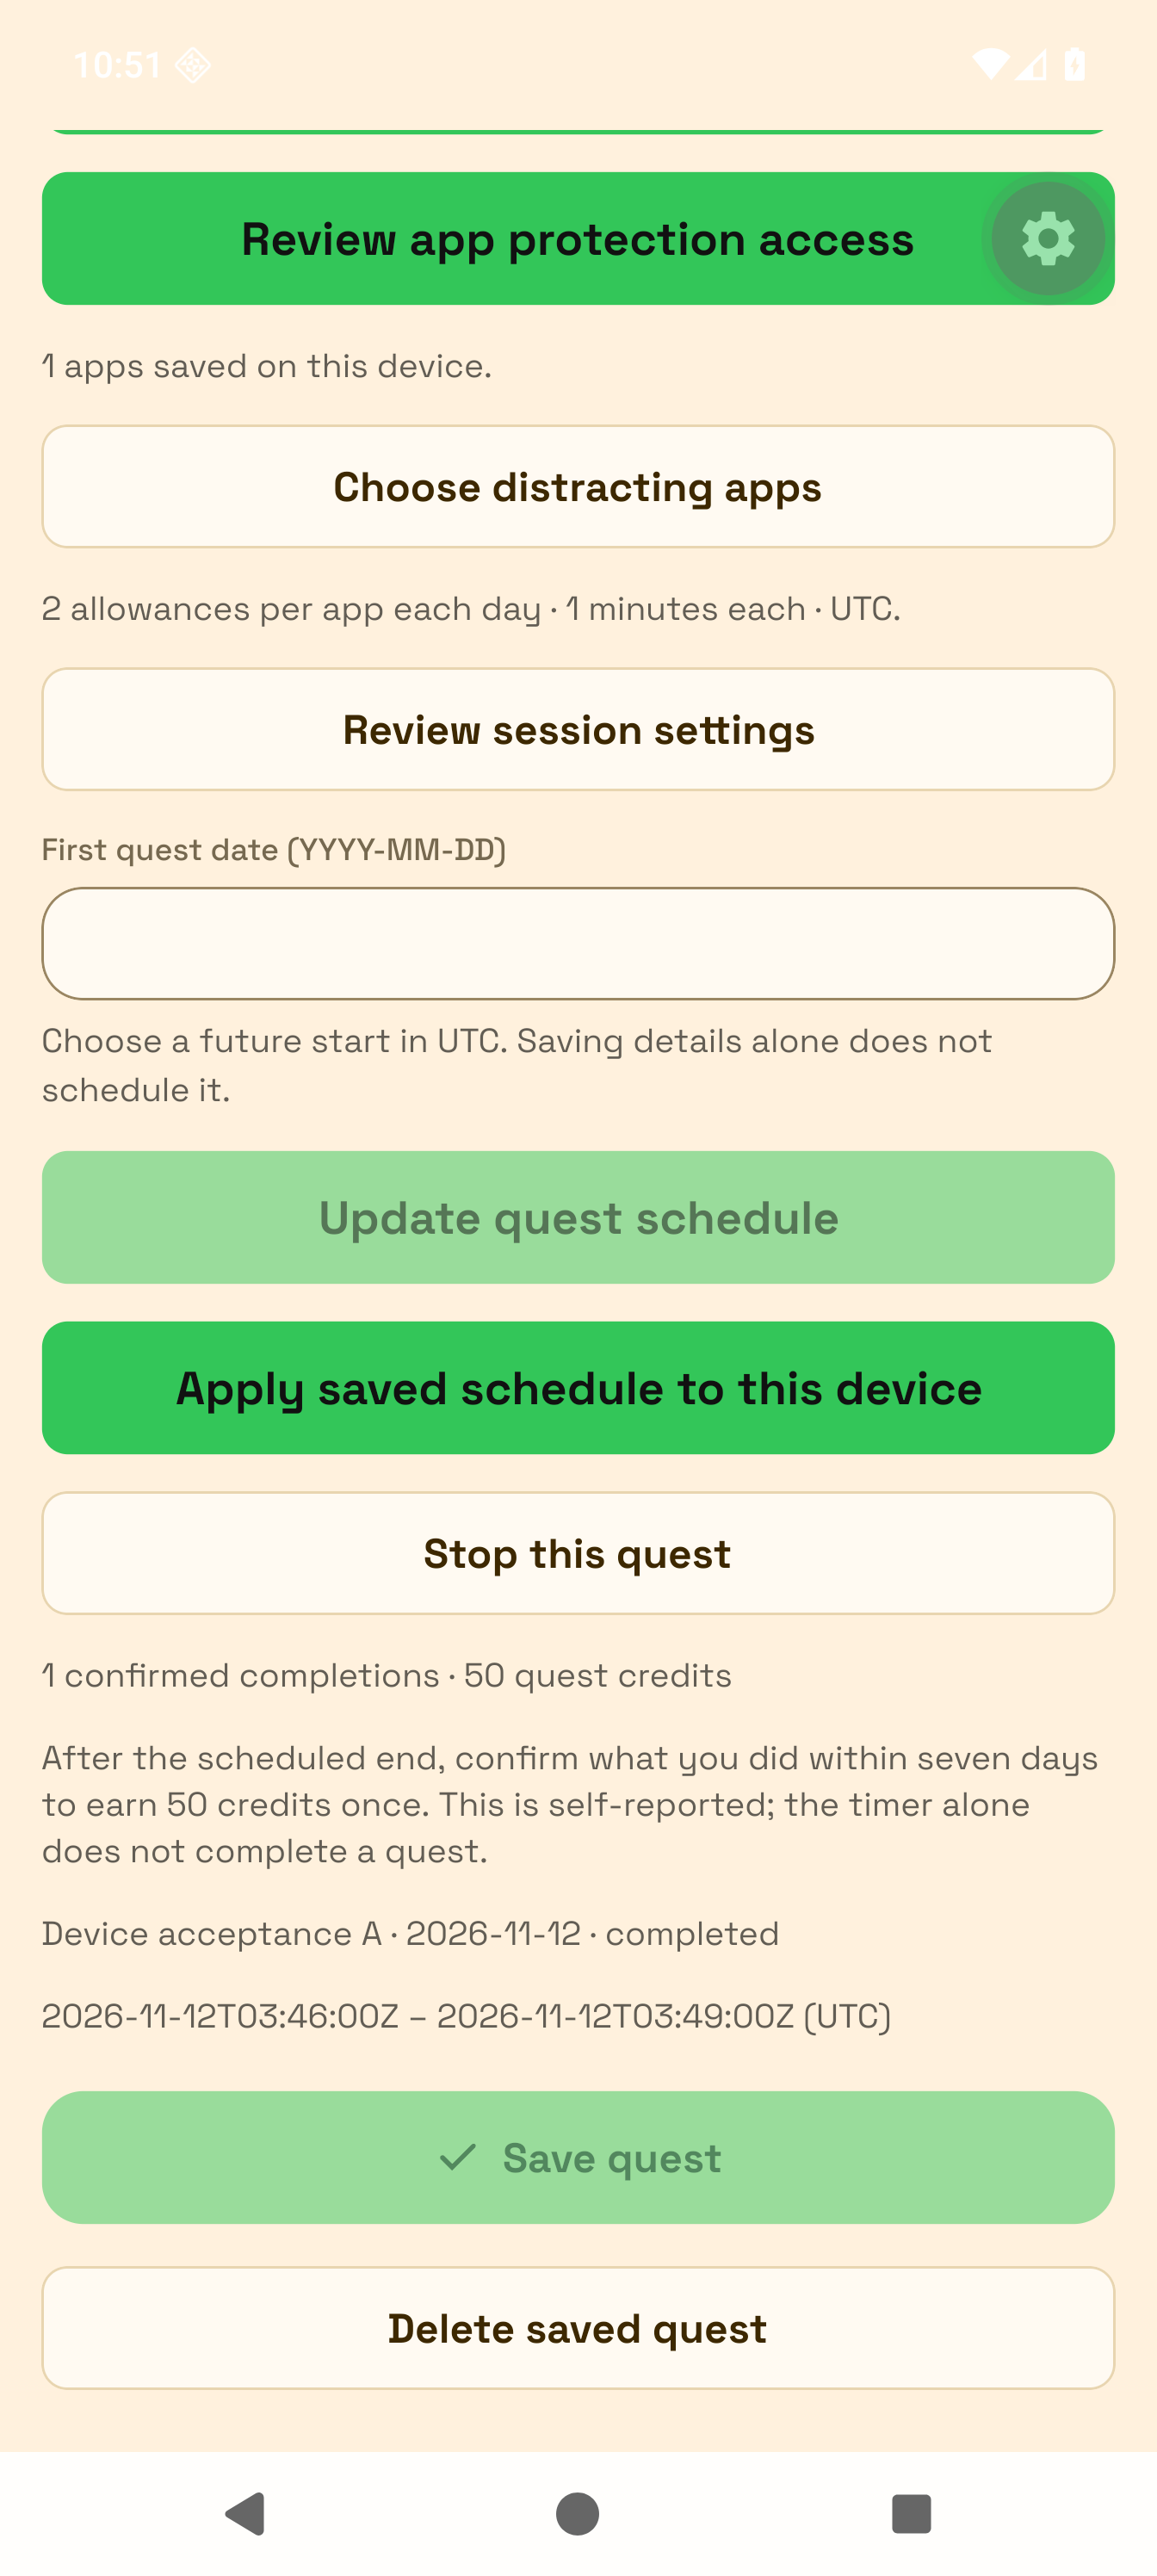 10:51
Review app protection access
1 apps saved on this device.
Choose distracting apps
2 allowances per app each day · 1 minutes each · UTC.
Review session settings
First quest date (YYYY-MM-DD)
Choose a future start in UTC. Saving details alone does not
schedule it.
Update quest schedule
Apply saved schedule to this device
Stop this quest
1 confirmed completions · 50 quest credits
After the scheduled end, confirm what you did within seven days
to earn 50 credits once. This is self-reported; the timer alone
does not complete a quest.
Device acceptance A · 2026-11-12 · completed
2026-11-12T03:46:00Z – 2026-11-12T03:49:00Z (UTC)
Save quest
Delete saved quest